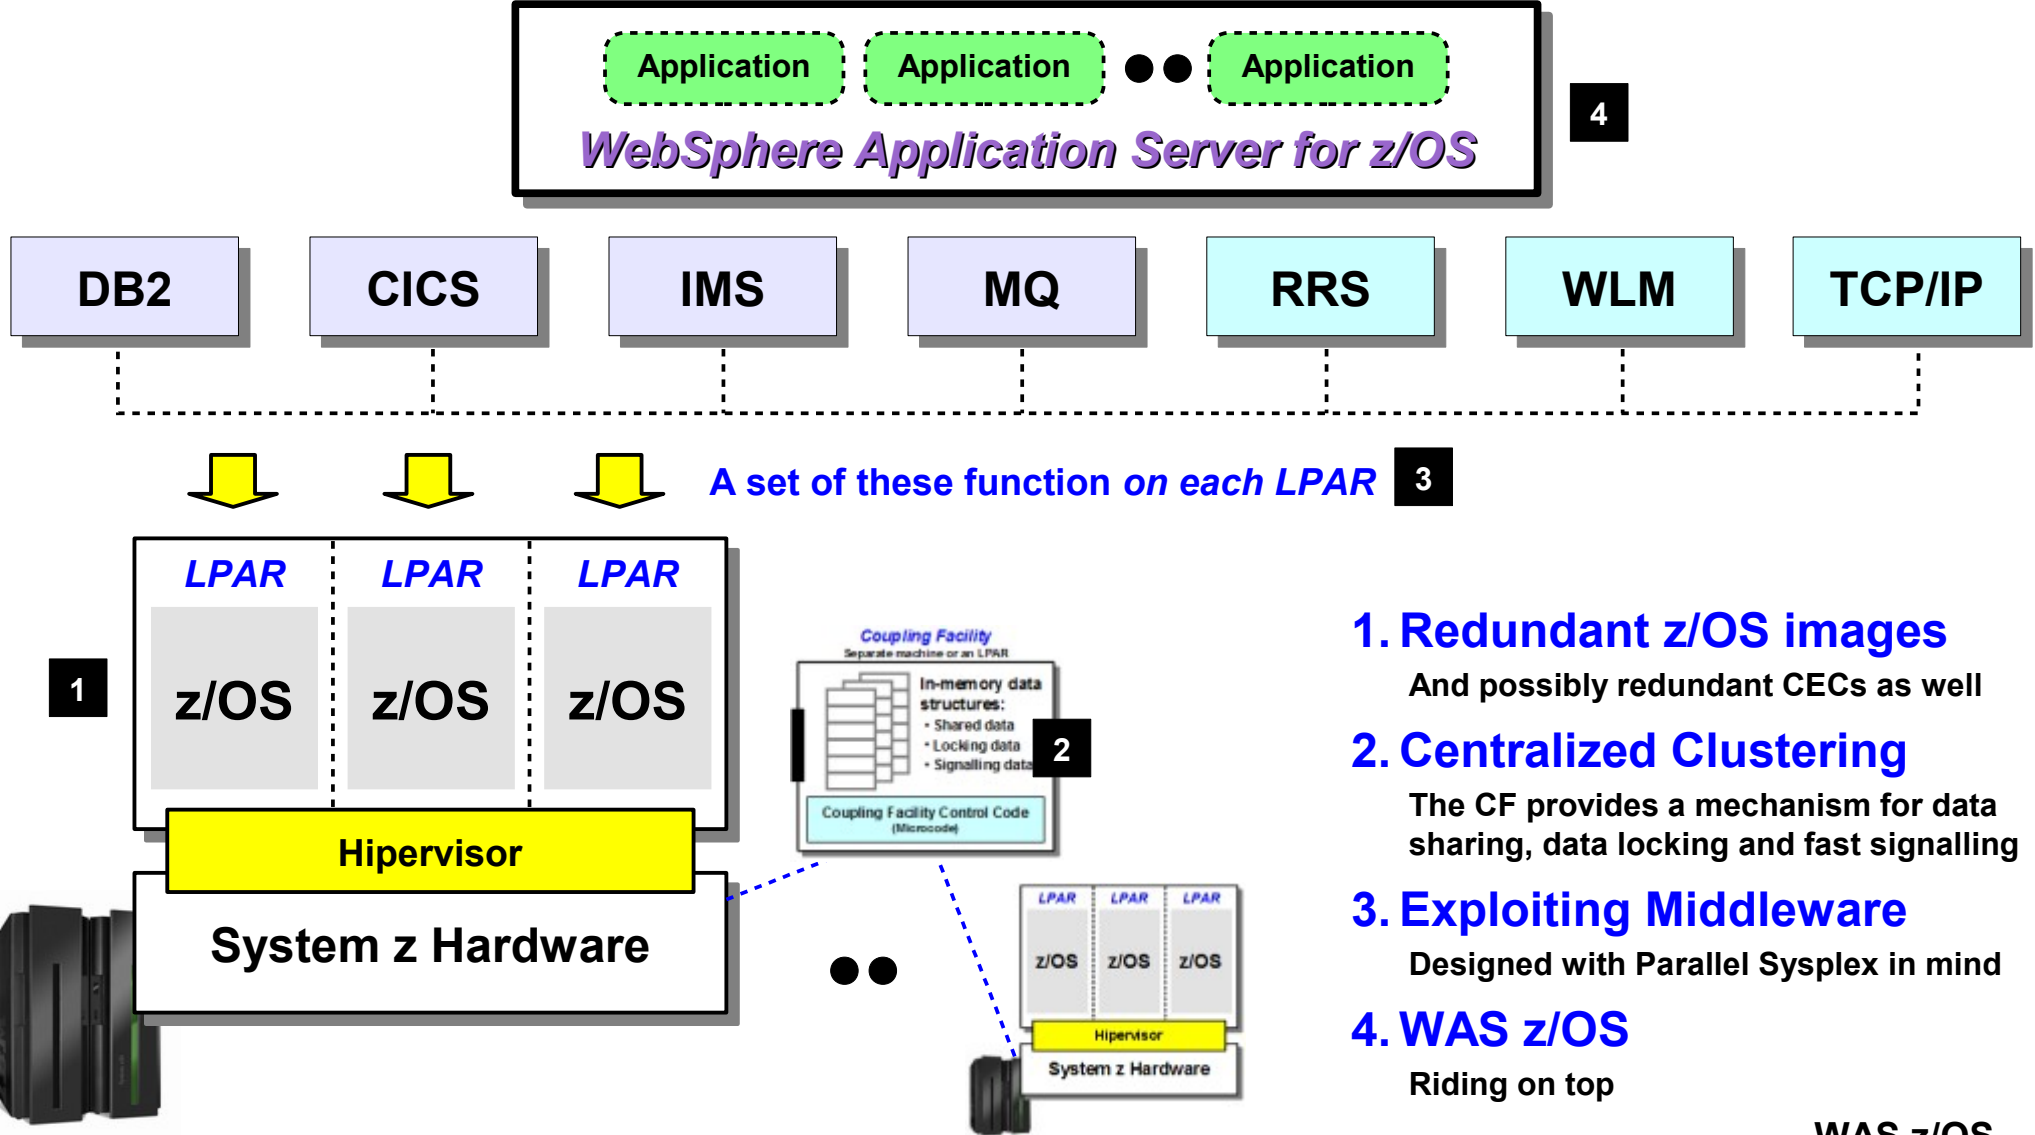 Application Application Application
WebSphere Application Server for z/OS
4
DB2 CICS IMS MQ RRS WLM TCP/IP
A set of these function on each LPAR 3
LPAR LPAR LPAR
z/OS z/OS z/OS
1
Hipervisor
System z Hardware
Coupling Facility
Separate machine or an LPAR
In-memory data
structures:
• Shared data
• Locking data
• Signalling data
2
Coupling Facility Control Code
(Microcode)
LPAR LPAR LPAR
z/OS z/OS z/OS
Hipervisor
System z Hardware
1. Redundant z/OS images
And possibly redundant CECs as well
2. Centralized Clustering
The CF provides a mechanism for data
sharing, data locking and fast signalling
3. Exploiting Middleware
Designed with Parallel Sysplex in mind
4. WAS z/OS
Riding on top
WAS z/OS